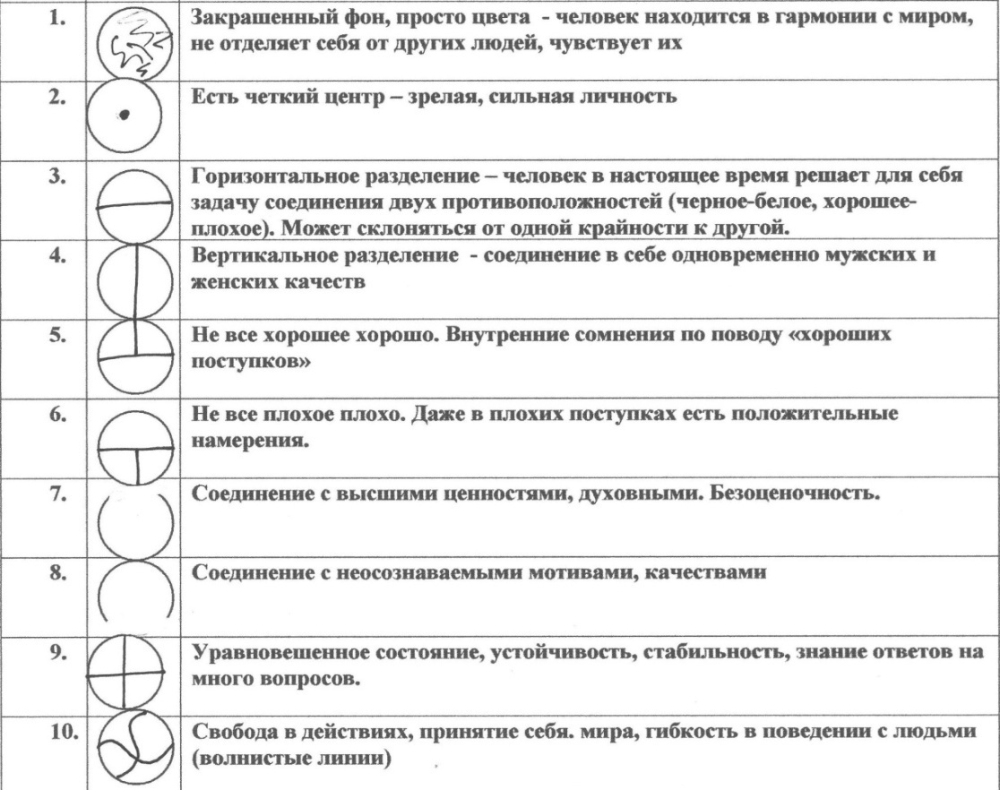 1. Закрашенный фон, просто цвета - человек находится в гармонии с миром,
не отделяет себя от других людей, чувствует их
2. Есть четкий центр – зрелая, сильная личность
3. Горизонтальное разделение – человек в настоящее время решает для себя
задачу соединения двух противоположностей (черное-белое, хорошее-
плохое). Может склоняться от одной крайности к другой.
4. Вертикальное разделение - соединение в себе одновременно мужских и
женских качеств
5. Не все хорошее хорошо. Внутренние сомнения по поводу «хороших
поступков»
6. Не все плохое плохо. Даже в плохих поступках есть положительные
намерения.
7. Соединение с высшими ценностями, духовными. Безоценочность.
8. Соединение с неосознаваемыми мотивами, качествами
9. Уравновешенное состояние, устойчивость, стабильность, знание ответов на
много вопросов.
10. Свобода в действиях, принятие себя. мира, гибкость в поведении с людьми
(волнистые линии)